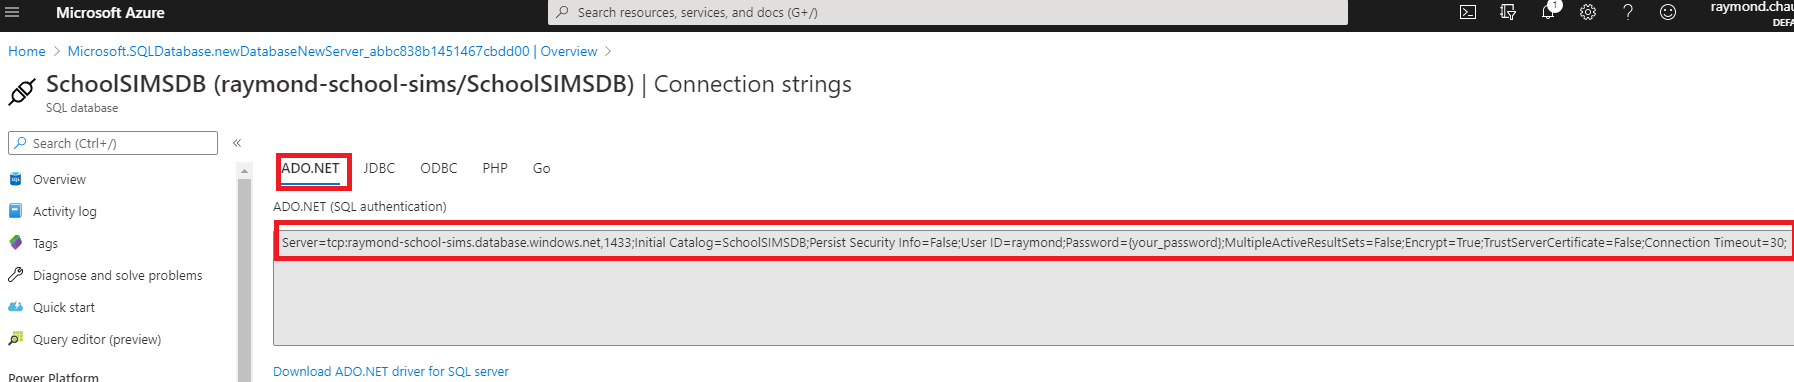 Microsoft Azure
Search resources, services, and docs (G+/)
1
raymond.chau
DEFA
Home > Microsoft.SQLDatabase.newDatabaseNewServer_abbc838b1451467cbdd00 | Overview >
SchoolSIMSDB (raymond-school-sims/SchoolSIMSDB) | Connection strings
SQL database
Search (Ctrl+/)
«
Overview
Activity log
Tags
Diagnose and solve problems
Quick start
Query editor (preview)
Power Platform
ADO.NET JDBC ODBC PHP Go
ADO.NET (SQL authentication)
Server=tcp:raymond-school-sims.database.windows.net,1433;Initial Catalog=SchoolSIMSDB;Persist Security Info=False;User ID=raymond;Password={your_password};MultipleActiveResultSets=False;Encrypt=True;TrustServerCertificate=False;Connection Timeout=30;
Download ADO.NET driver for SQL server